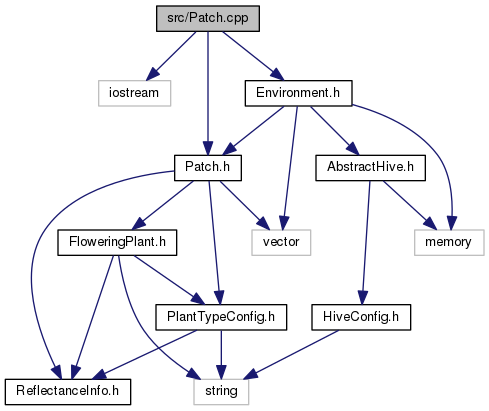 src/Patch.cpp
iostream
Environment.h
Patch.h
AbstractHive.h
FloweringPlant.h
vector
memory
PlantTypeConfig.h
HiveConfig.h
ReflectanceInfo.h
string